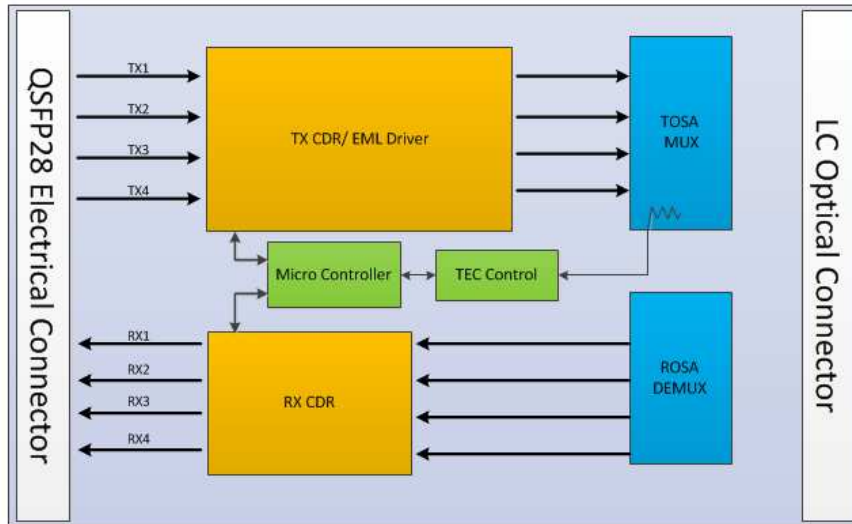 QSFP28 Electrical Connector
TX1
TX2
TX3
TX4
TX CDR/ EML Driver
TOSA
MUX
LC Optical Connector
Micro Controller
TEC Control
RX1
RX2
RX3
RX4
RX CDR
ROSA
DEMUX